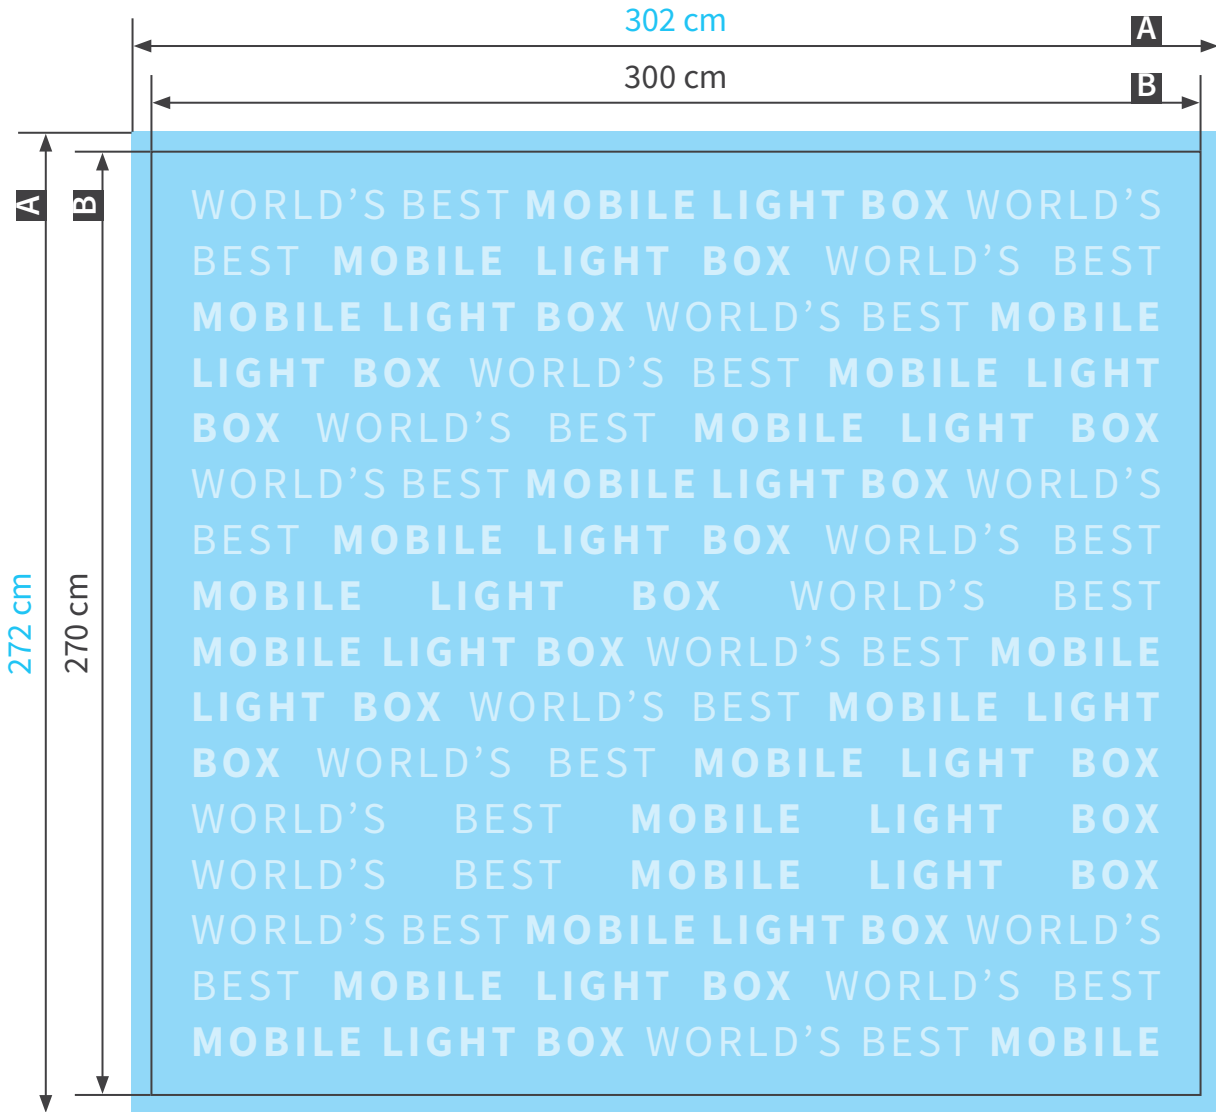 302 cm
A
300 cm
B
A
B
WORLD’S BEST MOBILE LIGHT BOX WORLD’S
BEST MOBILE LIGHT BOX WORLD’S BEST
MOBILE LIGHT BOX WORLD’S BEST MOBILE
LIGHT BOX WORLD’S BEST MOBILE LIGHT
BOX WORLD’S BEST MOBILE LIGHT BOX
WORLD’S BEST MOBILE LIGHT BOX WORLD’S
BEST MOBILE LIGHT BOX WORLD’S BEST
MOBILE LIGHT BOX WORLD’S BEST
MOBILE LIGHT BOX WORLD’S BEST MOBILE
LIGHT BOX WORLD’S BEST MOBILE LIGHT
BOX WORLD’S BEST MOBILE LIGHT BOX
WORLD’S BEST MOBILE LIGHT BOX
WORLD’S BEST MOBILE LIGHT BOX
WORLD’S BEST MOBILE LIGHT BOX WORLD’S
BEST MOBILE LIGHT BOX WORLD’S BEST
MOBILE LIGHT BOX WORLD’S BEST MOBILE
272 cm
270 cm